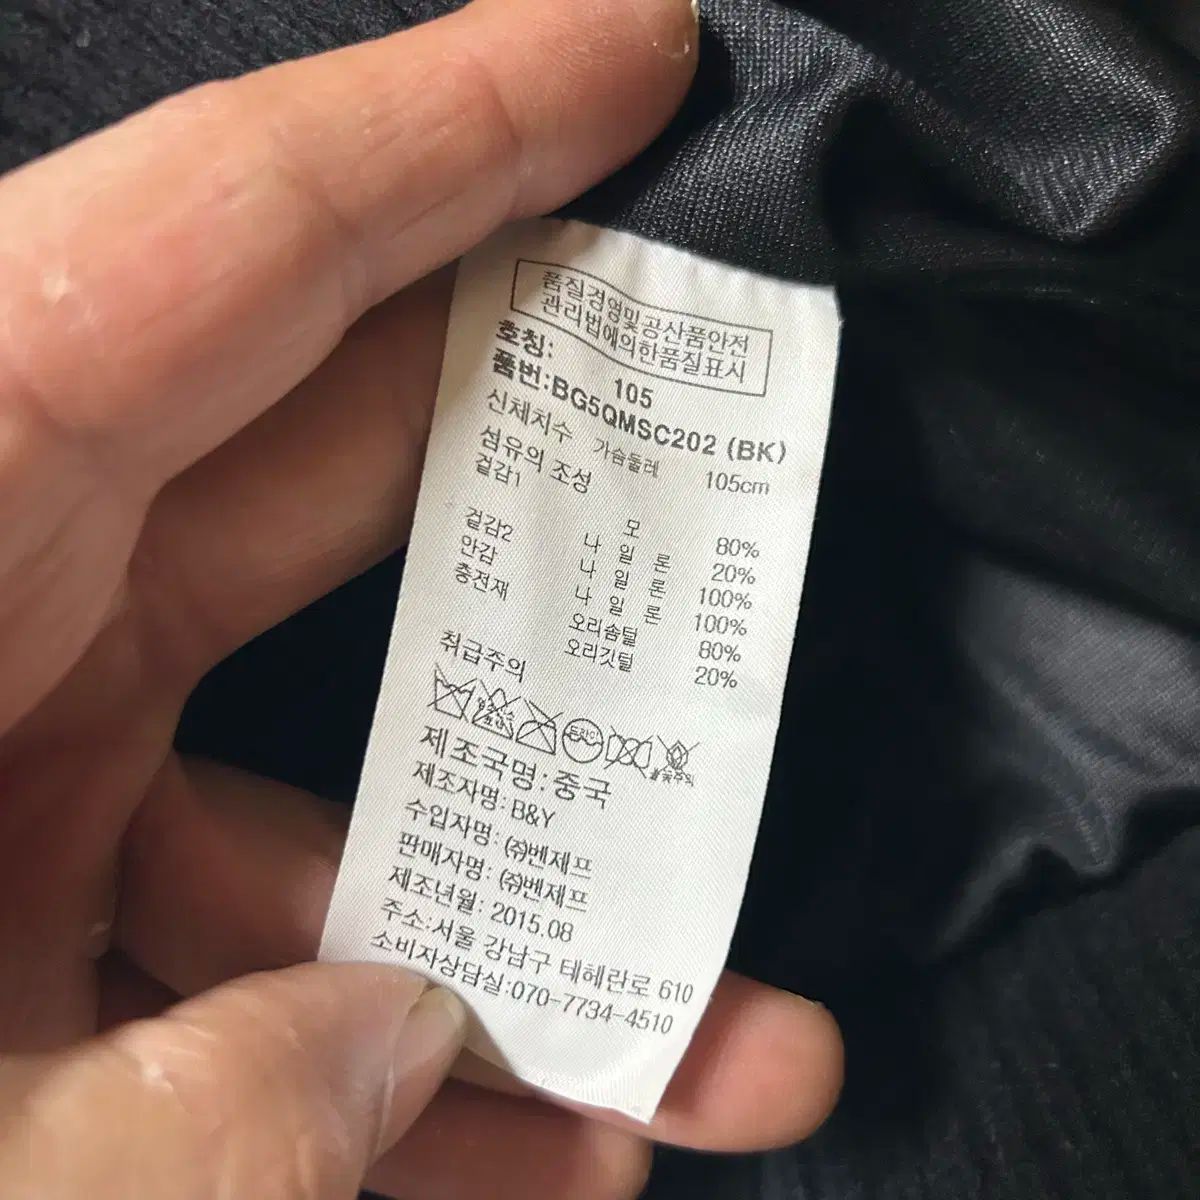 품질경영및공산품안전
관리법에의한품질표시
호칭: 105
품번:BG5QMSC202 (BK)
신체치수 가슴둘레 105cm
섬유의 조성
겉감1 모 80%
나 일 론 20%
겉감2 나 일 론 100%
안감 나 일 론 100%
충전재 오리솜털 80%
오리깃털 20%
취급주의
드라이
불꽃주의
제조국명:중국
제조자명: B&Y
수입자명: ㈜벤제프
판매자명: ㈜벤제프
제조년월: 2015.08
주소:서울 강남구 테헤란로 610
소비자상담실:070-7734-4510